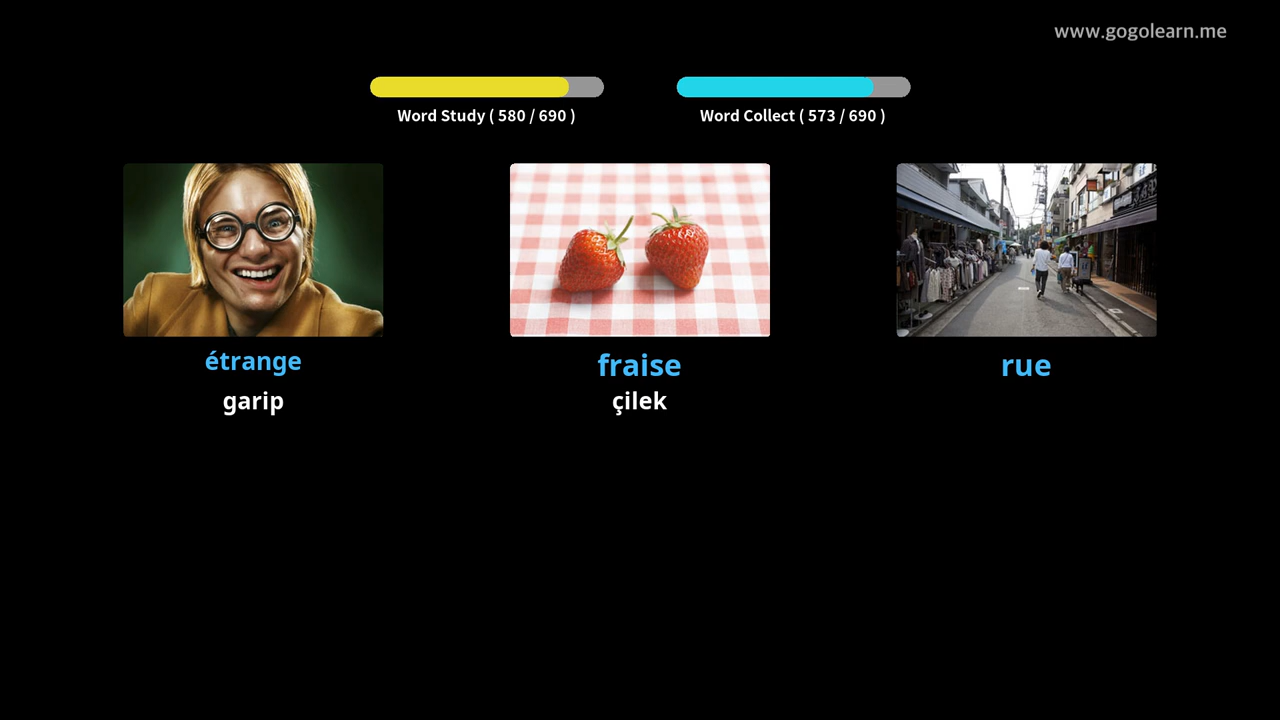 www.gogolearn.me
Word Study ( 580 / 690 )
Word Collect ( 573 / 690 )
étrange
garip
fraise
çilek
rue